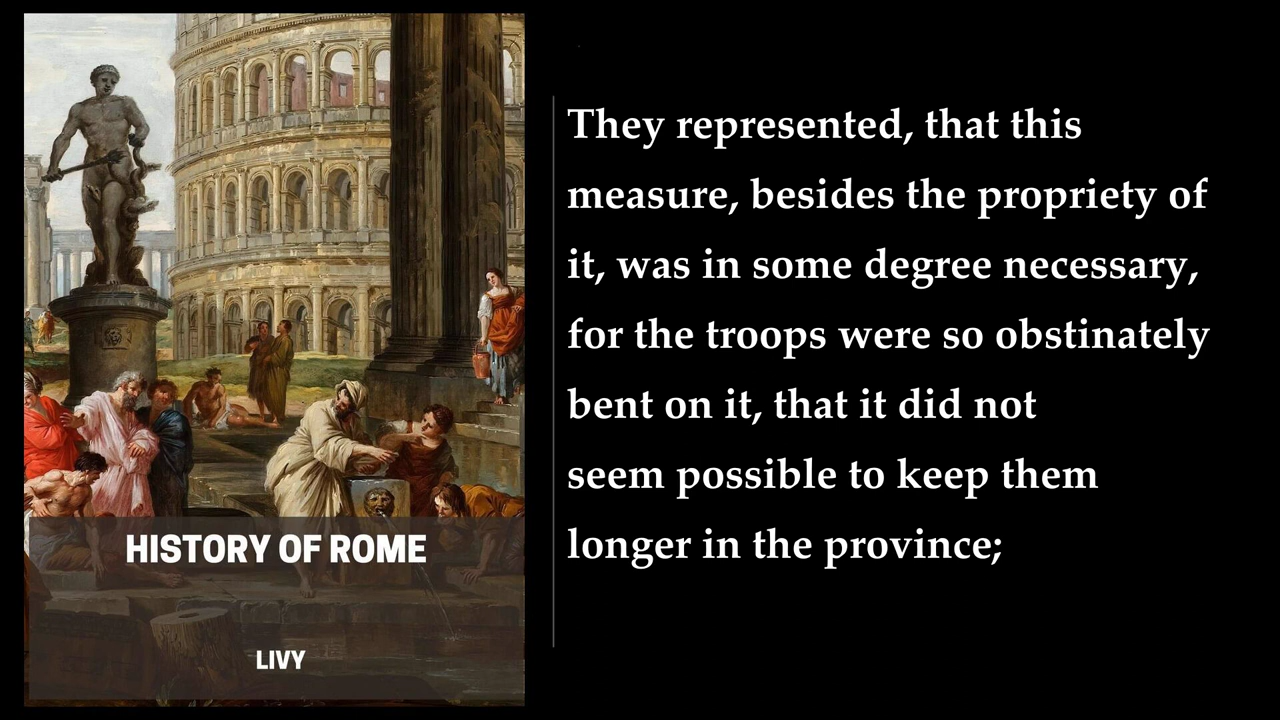 HISTORY OF ROME
LIVY
They represented, that this
measure, besides the propriety of
it, was in some degree necessary,
for the troops were so obstinately
bent on it, that it did not
seem possible to keep them
longer in the province;